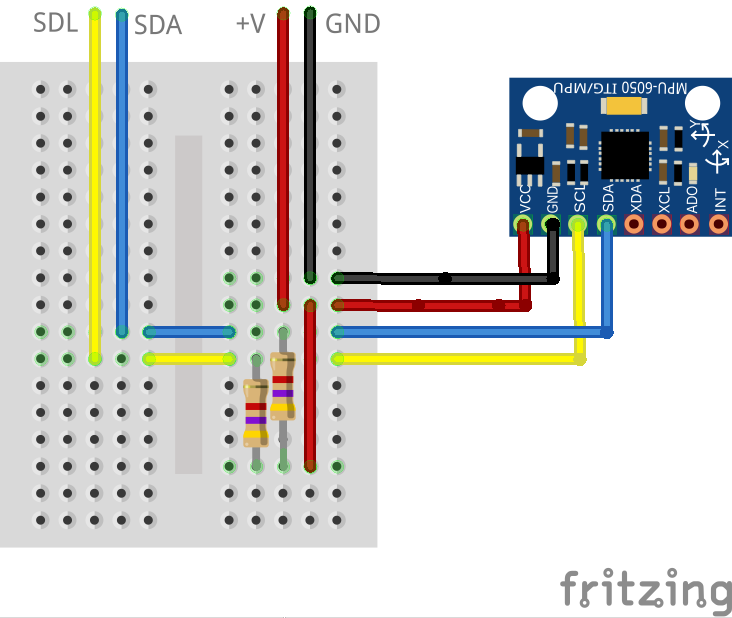 SDL
SDA
+V
GND
MPU-6050 ITG/MPU
Y
X
VCC
GND
SCL
SDA
XDA
XCL
ADO
INT
fritzing